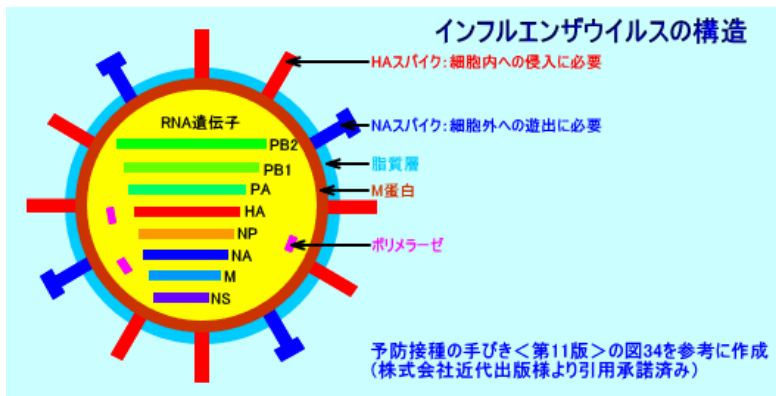 インフルエンザウイルスの構造
HAスパイク:細胞内への侵入に必要
RNA遺伝子
NAスパイク:細胞外への遊出に必要
PB2
脂質層
PB1
M蛋白
PA
HA
NP
ポリメラーゼ
NA
M
NS
予防接種の手びき<第11版>の図34を参考に作成
(株式会社近代出版様より引用承諾済み)